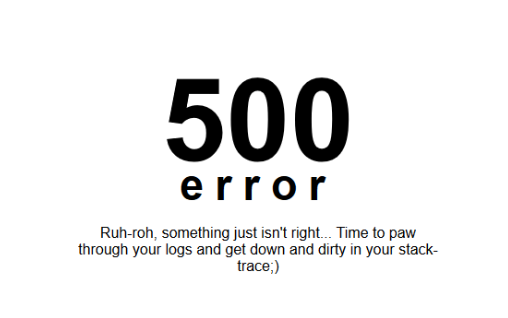 500
error
Ruh-roh, something just isn't right... Time to paw
through your logs and get down and dirty in your stack-
trace;)